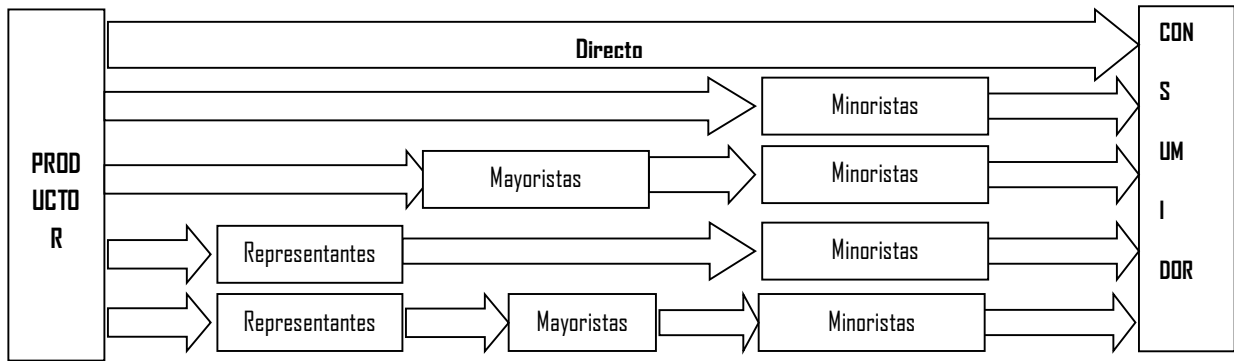 PROD
UCTO
R
Directo
Minoristas
Mayoristas
Minoristas
Representantes
Minoristas
Representantes
Mayoristas
Minoristas
CON
S
UM
I
DOR